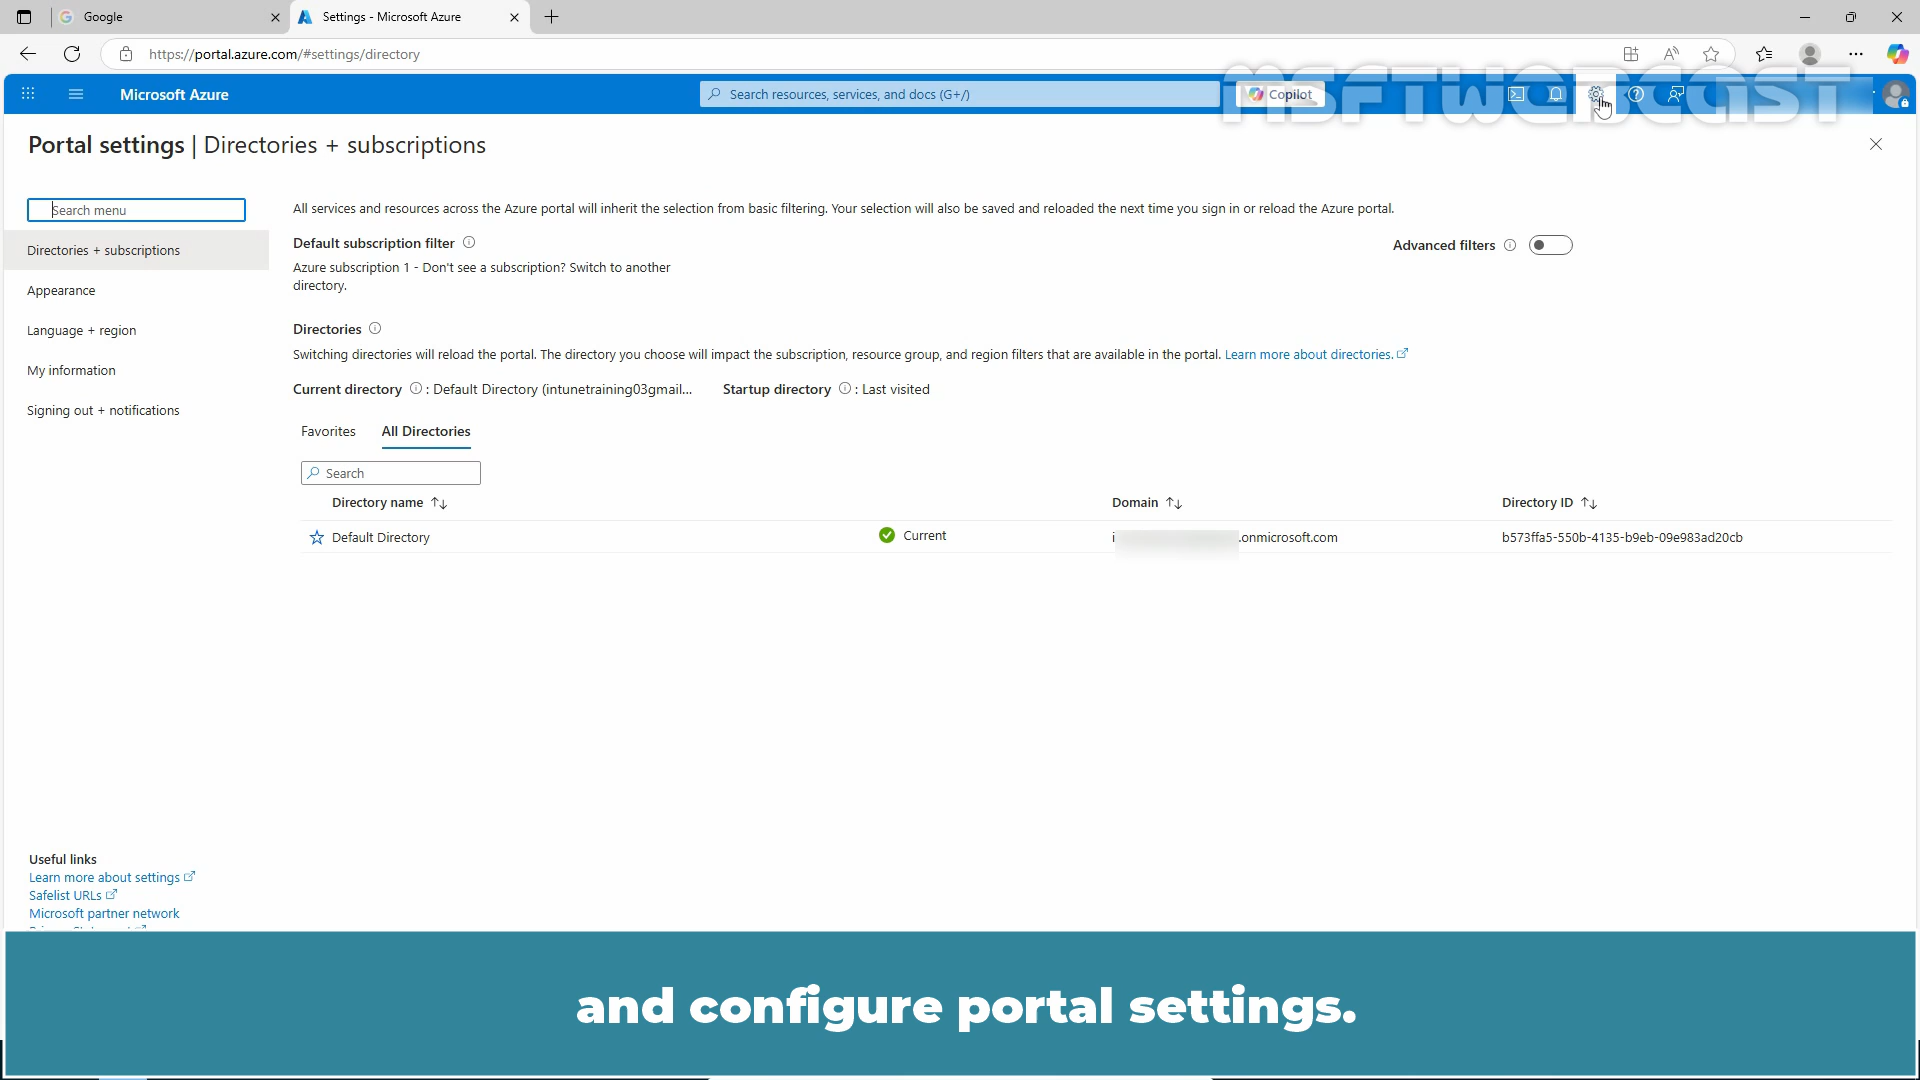 Google
Settings - Microsoft Azure
https://portal.azure.com/#settings/directory
Microsoft Azure
Search resources, services, and docs (G+/)
Copilot
MSFTWEBCAST
Portal settings | Directories + subscriptions
Search menu
Directories + subscriptions
Appearance
Language + region
My information
Signing out + notifications
All services and resources across the Azure portal will inherit the selection from basic filtering. Your selection will also be saved and reloaded the next time you sign in or reload the Azure portal.
Default subscription filter
Advanced filters
Azure subscription 1 - Don't see a subscription? Switch to another
directory.
Directories
Switching directories will reload the portal. The directory you choose will impact the subscription, resource group, and region filters that are available in the portal. Learn more about directories.
Current directory : Default Directory (intunetraining03gmail...
Startup directory : Last visited
Favorites
All Directories
Search
Directory name
Domain
Directory ID
Default Directory
Current
i .onmicrosoft.com
b573ffa5-550b-4135-b9eb-09e983ad20cb
Useful links
Learn more about settings
Safelist URLs
Microsoft partner network
and configure portal settings.